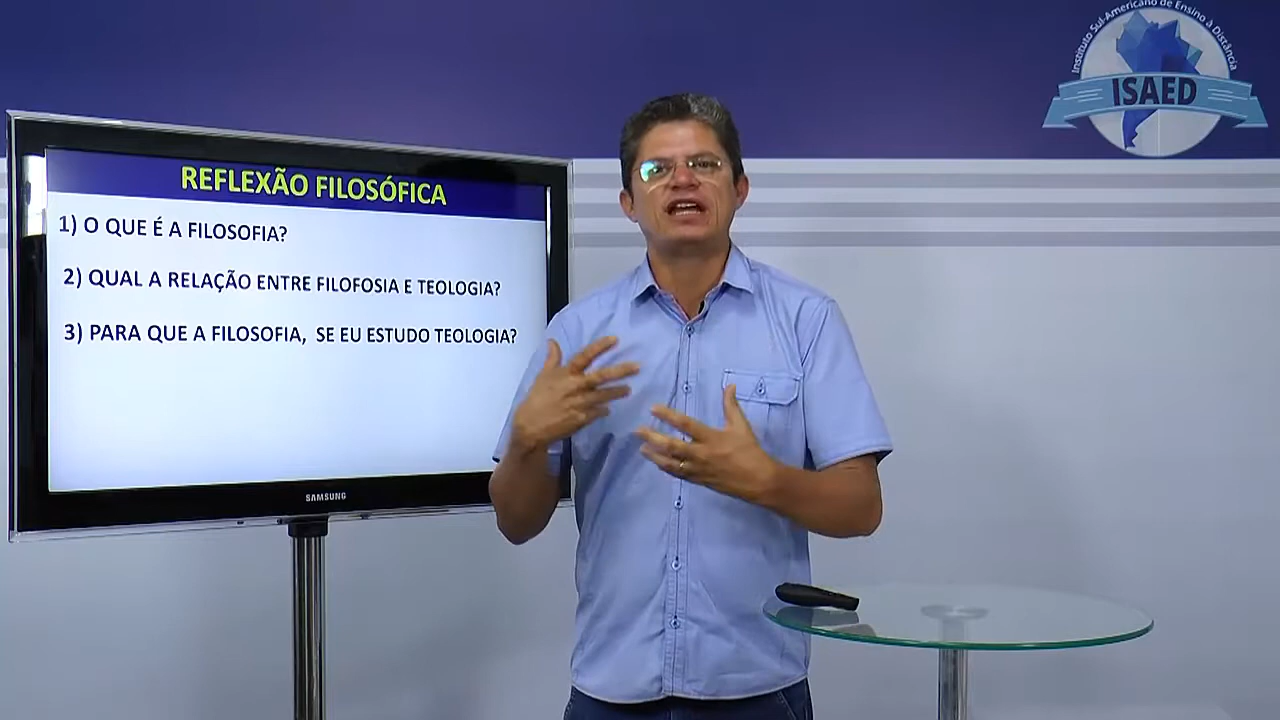 Instituto Sul-Americano de Ensino à Distância
ISAED
REFLEXÃO FILOSÓFICA
1) O QUE É A FILOSOFIA?
2) QUAL A RELAÇÃO ENTRE FILOFOSIA E TEOLOGIA?
3) PARA QUE A FILOSOFIA, SE EU ESTUDO TEOLOGIA?
SAMSUNG